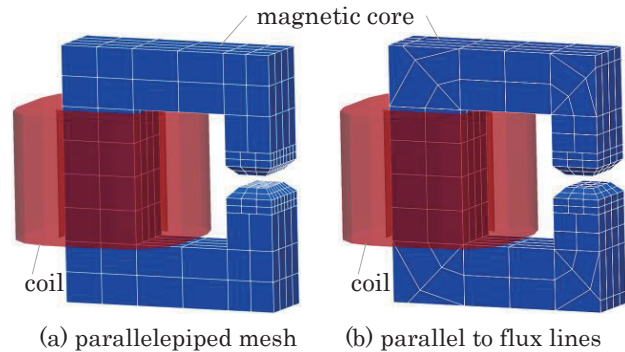 magnetic core
coil
coil
(a) parallelepiped mesh
(b) parallel to flux lines